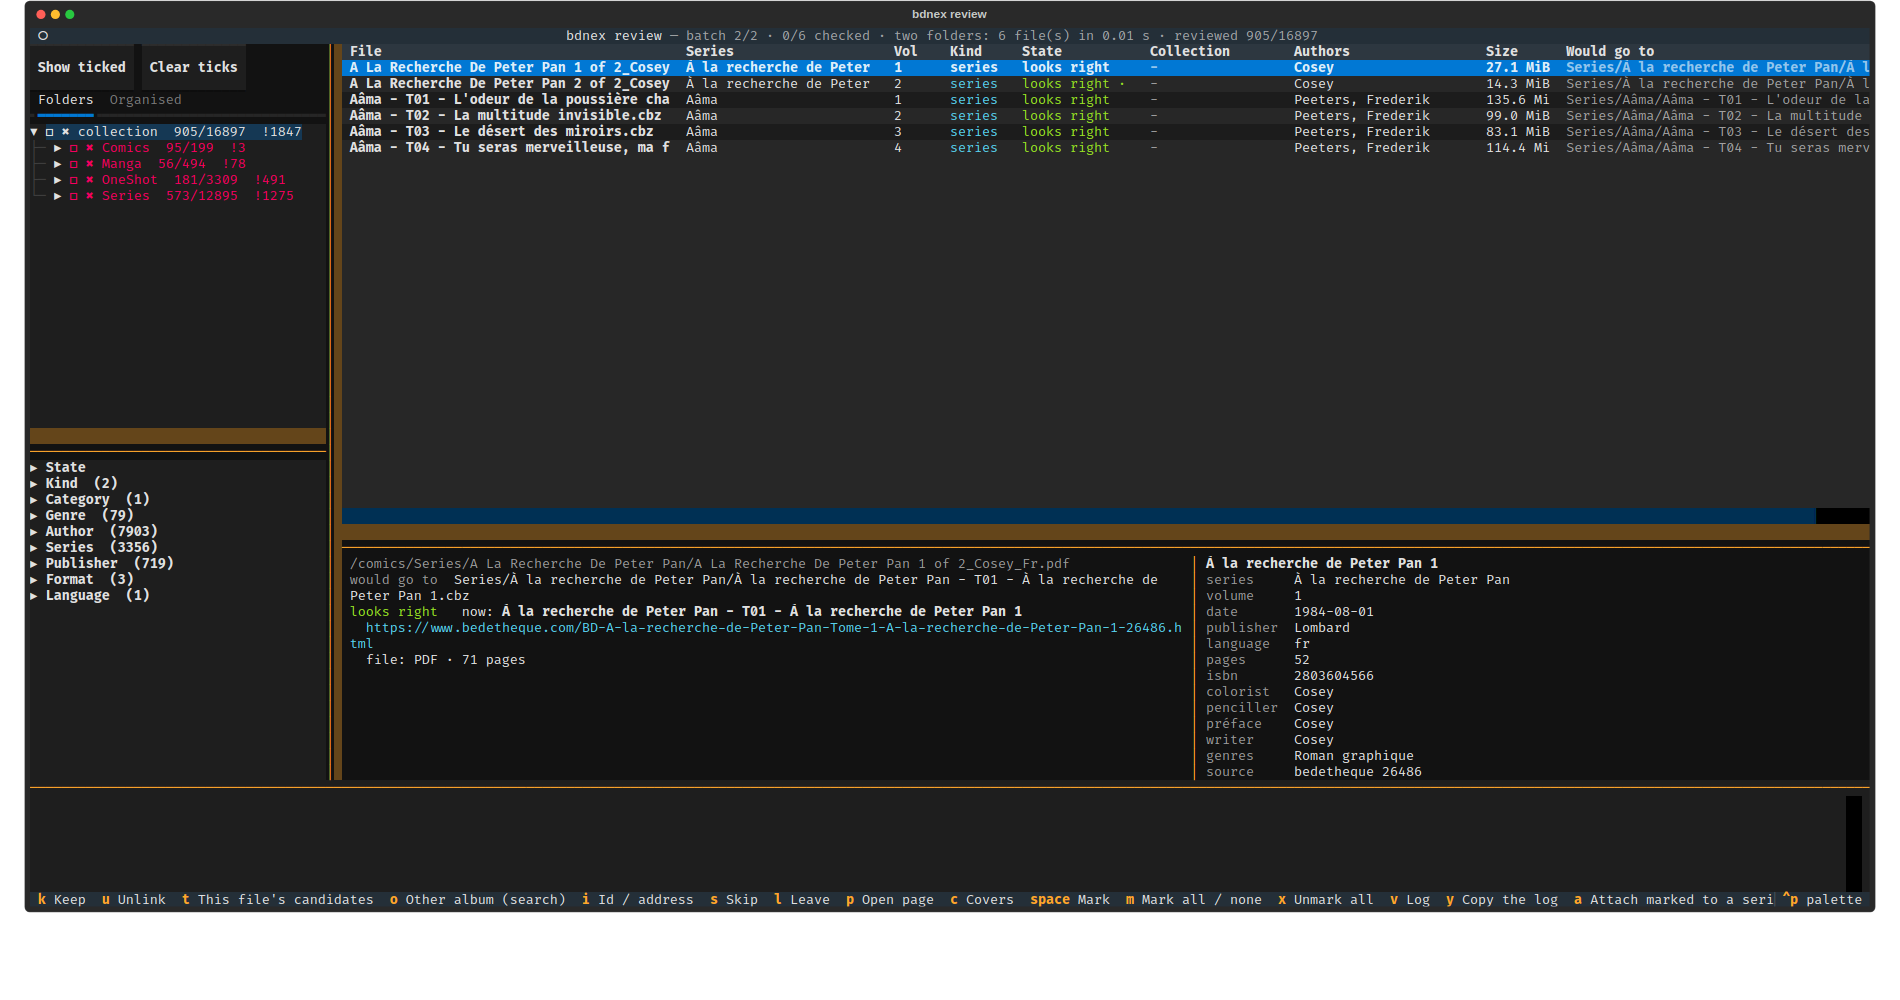 bdnex review
bdnex review — batch 2/2 · 0/6 checked · two folders: 6 file(s) in 0.01 s · reviewed 905/16897
Show ticked Clear ticks
Folders Organised
▼ □ ✖ collection 905/16897 !1847
▶ □ ✖ Comics 95/199 !3
▶ □ ✖ Manga 56/494 !78
▶ □ ✖ OneShot 181/3309 !491
▶ □ ✖ Series 573/12895 !1275
▶ State
▶ Kind (2)
▶ Category (1)
▶ Genre (79)
▶ Author (7903)
▶ Series (3356)
▶ Publisher (719)
▶ Format (3)
▶ Language (1)
File Series Vol Kind State Collection Authors Size Would go to
A La Recherche De Peter Pan 1 of 2_Cosey À la recherche de Peter 1 series looks right – Cosey 27.1 MiB Series/À la recherche de Peter Pan/À l
A La Recherche De Peter Pan 2 of 2_Cosey À la recherche de Peter 2 series looks right · – Cosey 14.3 MiB Series/À la recherche de Peter Pan/À l
Aâma – T01 – L'odeur de la poussière cha Aâma 1 series looks right – Peeters, Frederik 135.6 Mi Series/Aâma/Aâma – T01 – L'odeur de la
Aâma – T02 – La multitude invisible.cbz Aâma 2 series looks right – Peeters, Frederik 99.0 MiB Series/Aâma/Aâma – T02 – La multitude
Aâma – T03 – Le désert des miroirs.cbz Aâma 3 series looks right – Peeters, Frederik 83.1 MiB Series/Aâma/Aâma – T03 – Le désert des
Aâma – T04 – Tu seras merveilleuse, ma f Aâma 4 series looks right – Peeters, Frederik 114.4 Mi Series/Aâma/Aâma – T04 – Tu seras merv
/comics/Series/A La Recherche De Peter Pan/A La Recherche De Peter Pan 1 of 2_Cosey_Fr.pdf
would go to Series/À la recherche de Peter Pan/À la recherche de Peter Pan – T01 – À la recherche de
Peter Pan 1.cbz
looks right now: À la recherche de Peter Pan – T01 – À la recherche de Peter Pan 1
https://www.bedetheque.com/BD-A-la-recherche-de-Peter-Pan-Tome-1-A-la-recherche-de-Peter-Pan-1-26486.h
tml
file: PDF · 71 pages
À la recherche de Peter Pan 1
series À la recherche de Peter Pan
volume 1
date 1984-08-01
publisher Lombard
language fr
pages 52
isbn 2803604566
colorist Cosey
penciller Cosey
préface Cosey
writer Cosey
genres Roman graphique
source bedetheque 26486
k Keep u Unlink t This file's candidates o Other album (search) i Id / address s Skip l Leave p Open page c Covers space Mark m Mark all / none x Unmark all v Log y Copy the log a Attach marked to a seri ^p palette